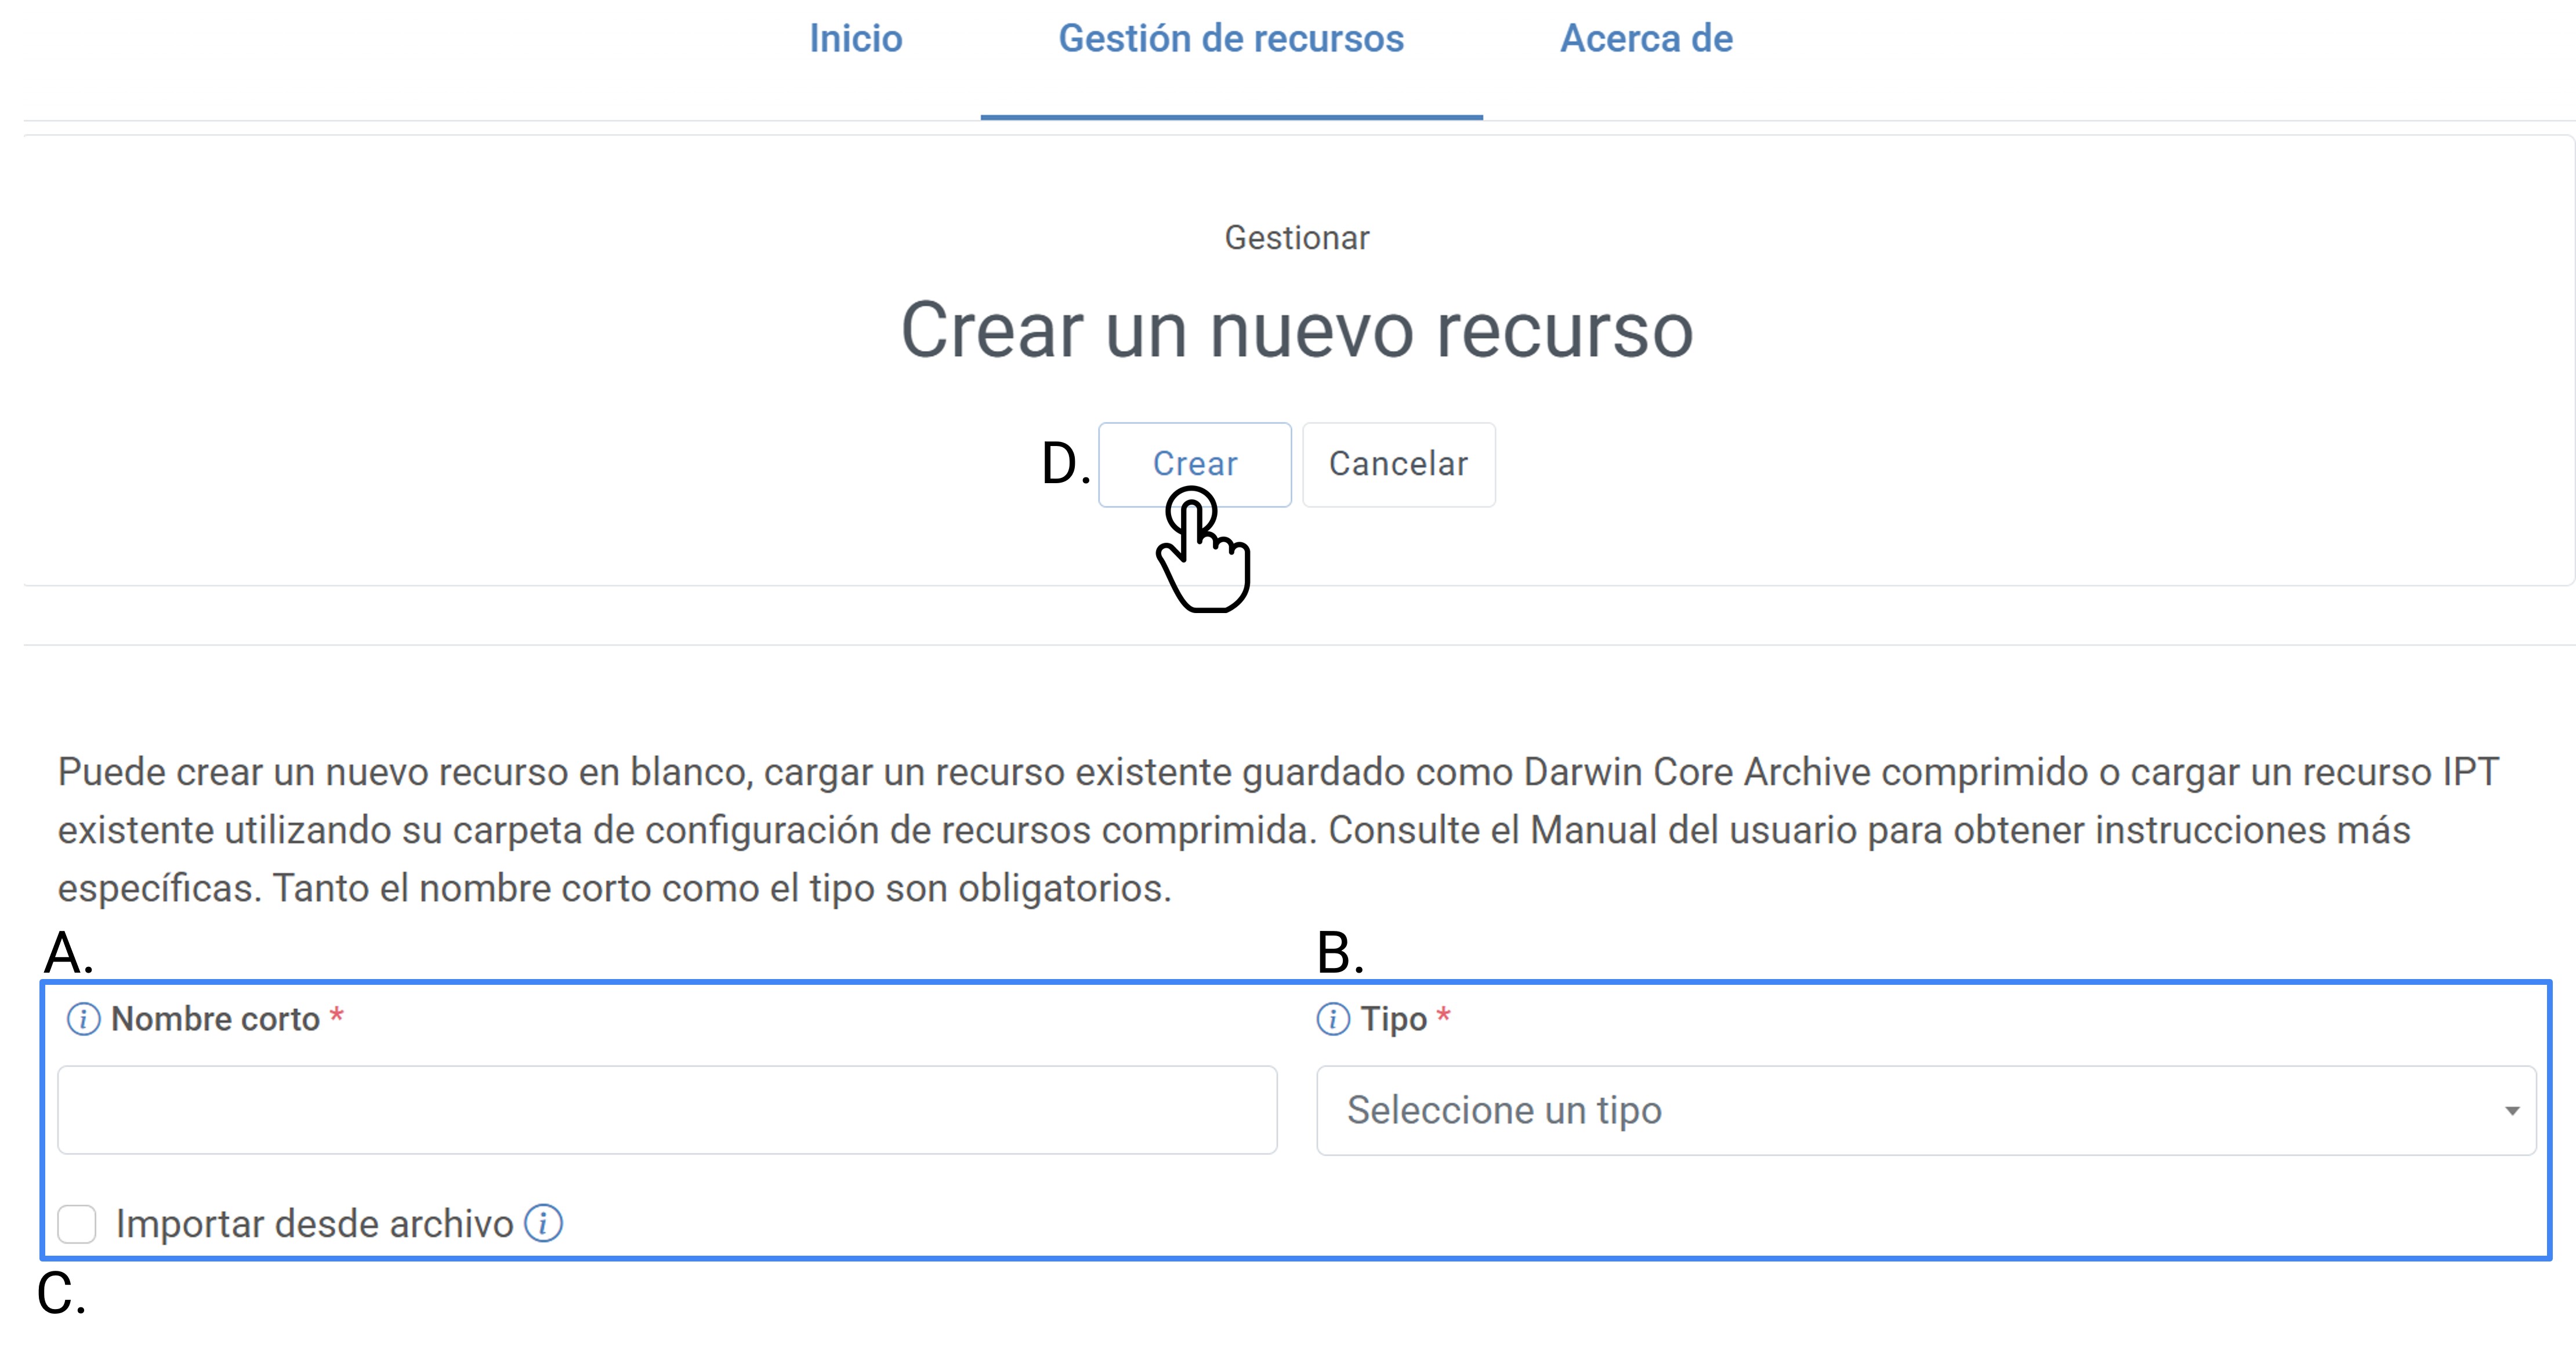 Inicio Gestión de recursos Acerca de
Gestionar
Crear un nuevo recurso
D. Crear Cancelar
Puede crear un nuevo recurso en blanco, cargar un recurso existente guardado como Darwin Core Archive comprimido o cargar un recurso IPT
existente utilizando su carpeta de configuración de recursos comprimida. Consulte el Manual del usuario para obtener instrucciones más
específicas. Tanto el nombre corto como el tipo son obligatorios.
A. B.
i Nombre corto * i Tipo *
Seleccione un tipo
Importar desde archivo i
C.